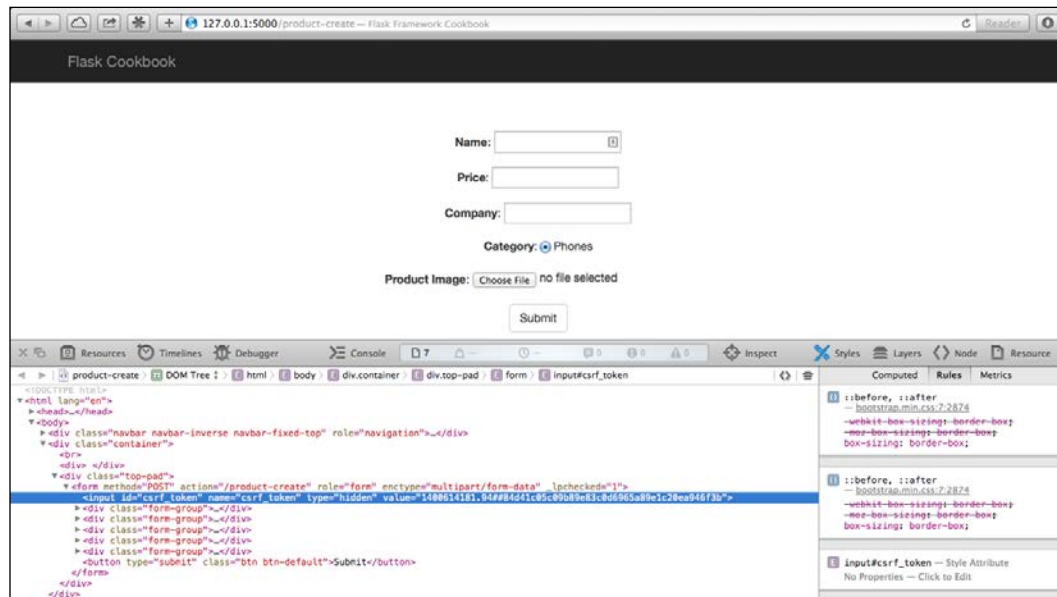 127.0.0.1:5000/product-create — Flask Framework Cookbook
Reader
Flask Cookbook
Name:
Price:
Company:
Category: Phones
Product Image: Choose File no file selected
Submit
Resources Timelines Debugger Console 7 — — 0 0 0 Inspect Styles Layers Node Resource
product-create DOM Tree E html E body E div.container E div.top-pad E form E input#csrf_token Computed Rules Metrics
<!DOCTYPE html>
<html lang="en">
<head>…</head>
<body>
<div class="navbar navbar-inverse navbar-fixed-top" role="navigation">…</div>
<div class="container">
<br>
<div> </div>
<div class="top-pad">
<form method="POST" action="/product-create" role="form" enctype="multipart/form-data" _lpchecked="1">
<input id="csrf_token" name="csrf_token" type="hidden" value="1400614181.94##84d41c05c09b89e83c0d6965a89e1c20ea946f3b">
<div class="form-group">…</div>
<div class="form-group">…</div>
<div class="form-group">…</div>
<div class="form-group">…</div>
<div class="form-group">…</div>
<button type="submit" class="btn btn-default">Submit</button>
</form>
</div>
</div>
::before, ::after
— bootstrap.min.css:7:2874
-webkit-box-sizing: border-box;
-moz-box-sizing: border-box;
box-sizing: border-box;
::before, ::after
— bootstrap.min.css:7:2874
-webkit-box-sizing: border-box;
-moz-box-sizing: border-box;
box-sizing: border-box;
E input#csrf_token — Style Attribute
No Properties — Click to Edit